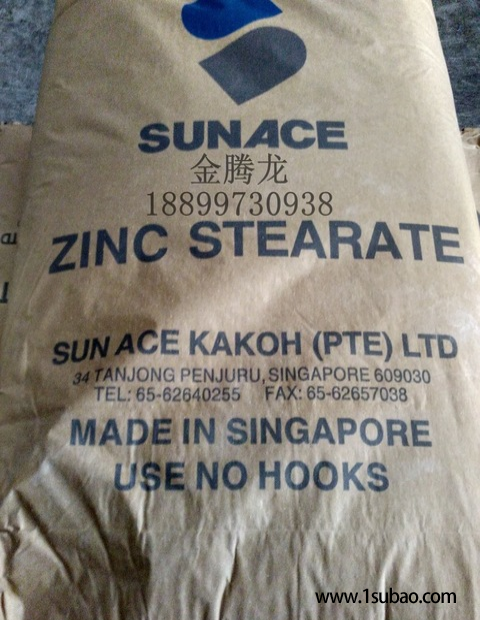 SUNACE
金腾龙
18899730938
ZINC STEARATE
SUN ACE KAKOH (PTE) LTD
34 TANJONG PENJURU, SINGAPORE 609030
TEL: 65-62640255 FAX: 65-62657038
MADE IN SINGAPORE
USE NO HOOKS
www.1subao.com